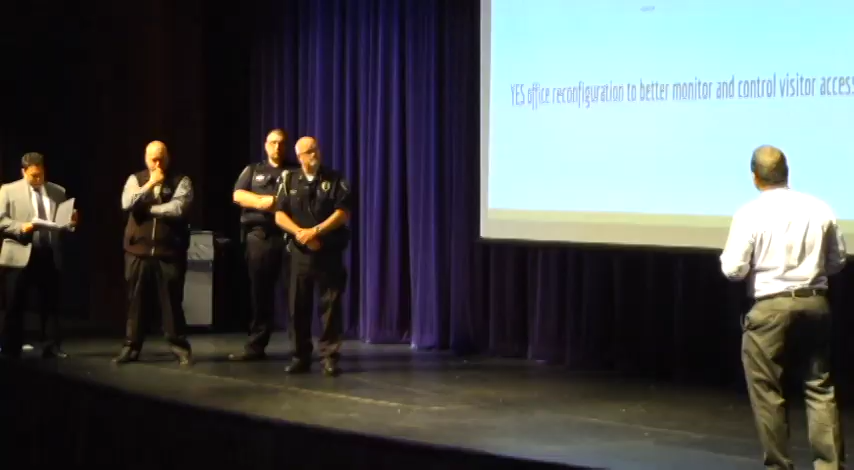 YES office reconfiguration to better monitor and control visitor access